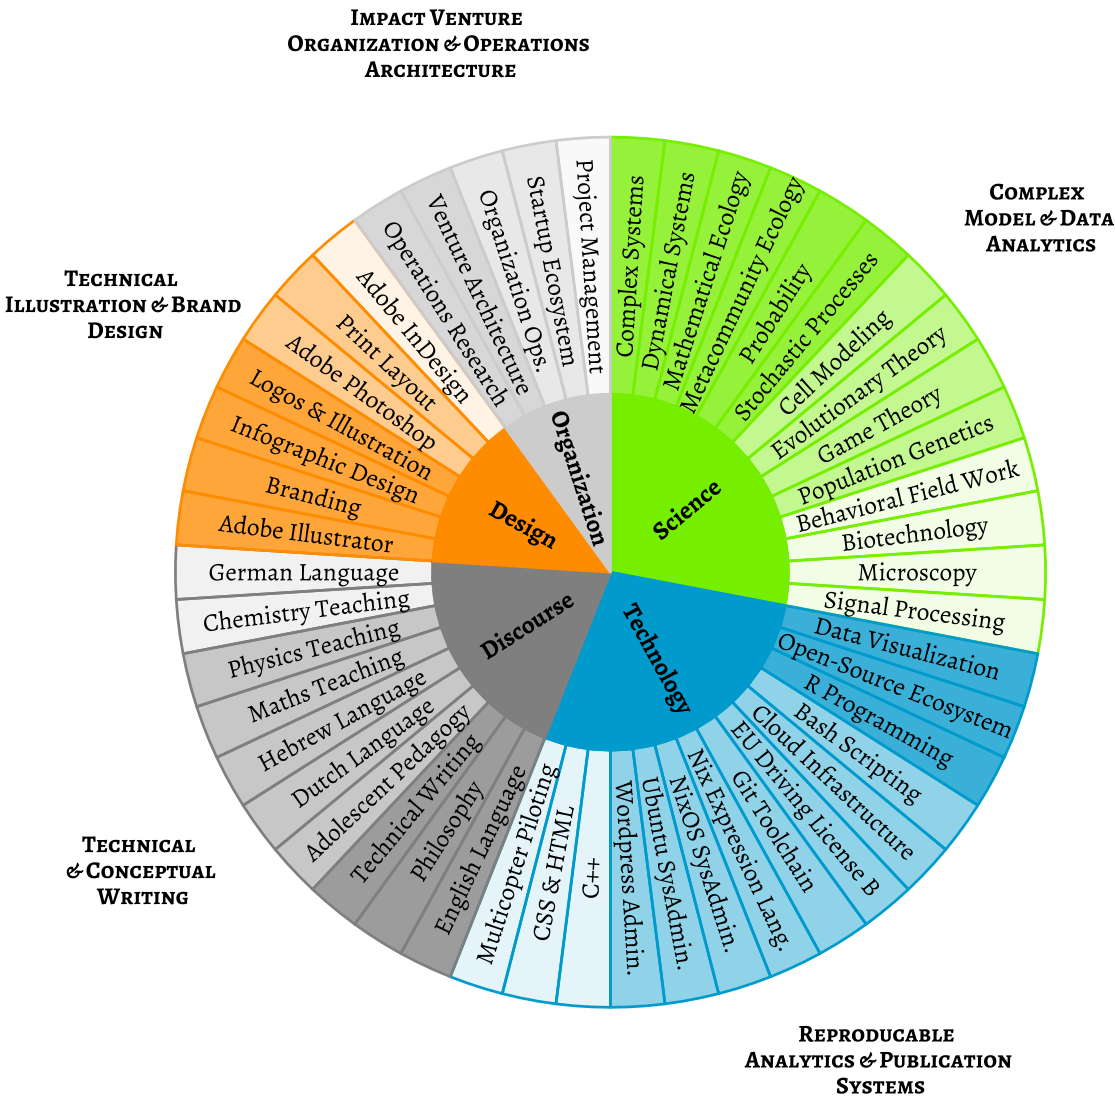 IMPACT VENTURE
ORGANIZATION & OPERATIONS
ARCHITECTURE
COMPLEX
MODEL & DATA
ANALYTICS
TECHNICAL
ILLUSTRATION & BRAND
DESIGN
TECHNICAL
& CONCEPTUAL
WRITING
REPRODUCABLE
ANALYTICS & PUBLICATION
SYSTEMS
Science
Technology
Discourse
Design
Organization
Complex Systems
Dynamical Systems
Mathematical Ecology
Metacommunity Ecology
Probability
Stochastic Processes
Cell Modeling
Evolutionary Theory
Game Theory
Population Genetics
Behavioral Field Work
Biotechnology
Microscopy
Signal Processing
Data Visualization
Open-Source Ecosystem
R Programming
Bash Scripting
Cloud Infrastructure
EU Driving License B
Git Toolchain
Nix Expression Lang.
NixOS SysAdmin.
Ubuntu SysAdmin.
Wordpress Admin.
C++
CSS & HTML
Multicopter Piloting
English Language
Philosophy
Technical Writing
Adolescent Pedagogy
Dutch Language
Hebrew Language
Maths Teaching
Physics Teaching
Chemistry Teaching
German Language
Adobe Illustrator
Branding
Infographic Design
Logos & Illustration
Adobe Photoshop
Print Layout
Adobe InDesign
Operations Research
Venture Architecture
Organization Ops.
Startup Ecosystem
Project Management